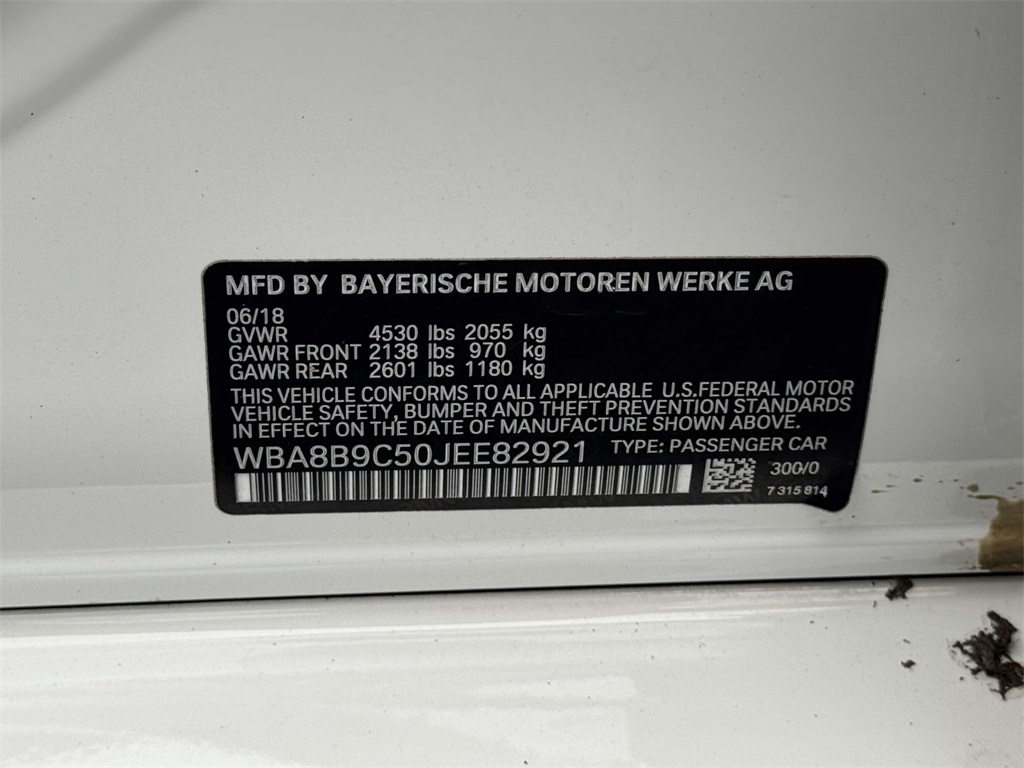 MFD BY BAYERISCHE MOTOREN WERKE AG
06/18
GVWR 4530 lbs 2055 kg
GAWR FRONT 2138 lbs 970 kg
GAWR REAR 2601 lbs 1180 kg
THIS VEHICLE CONFORMS TO ALL APPLICABLE U.S.FEDERAL MOTOR
VEHICLE SAFETY, BUMPER AND THEFT PREVENTION STANDARDS
IN EFFECT ON THE DATE OF MANUFACTURE SHOWN ABOVE.
WBA8B9C50JEE82921 TYPE: PASSENGER CAR
300/0
7 315 814